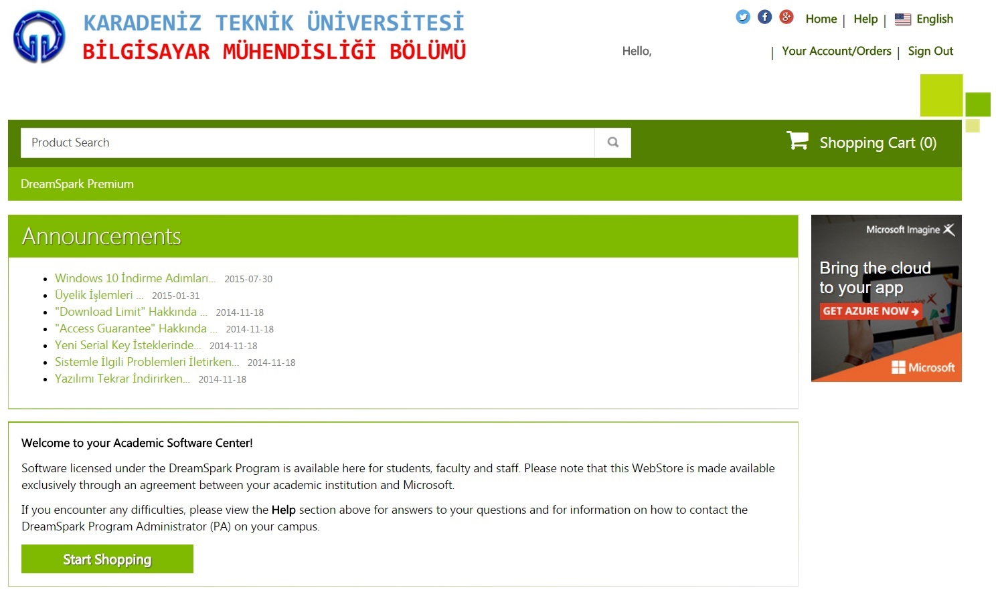 KARADENİZ TEKNİK ÜNİVERSİTESİ
BİLGİSAYAR MÜHENDİSLİĞİ BÖLÜMÜ
Home | Help | English
Hello, | Your Account/Orders | Sign Out
Product Search
Shopping Cart (0)
DreamSpark Premium
Announcements
Windows 10 İndirme Adımları... 2015-07-30
Üyelik İşlemleri ... 2015-01-31
"Download Limit" Hakkında ... 2014-11-18
"Access Guarantee" Hakkında ... 2014-11-18
Yeni Serial Key İsteklerinde... 2014-11-18
Sistemle İlgili Problemleri İletirken... 2014-11-18
Yazılımı Tekrar İndirirken... 2014-11-18
Microsoft Imagine
Bring the cloud
to your app
GET AZURE NOW
Microsoft
Welcome to your Academic Software Center!
Software licensed under the DreamSpark Program is available here for students, faculty and staff. Please note that this WebStore is made available
exclusively through an agreement between your academic institution and Microsoft.
If you encounter any difficulties, please view the Help section above for answers to your questions and for information on how to contact the
DreamSpark Program Administrator (PA) on your campus.
Start Shopping